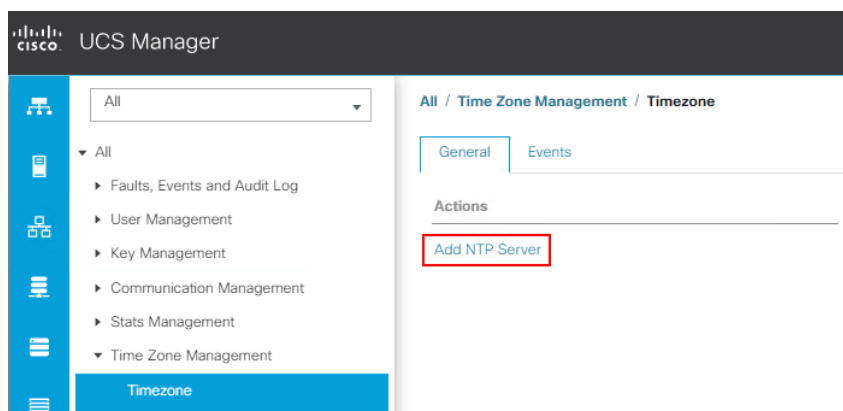 cisco.
UCS Manager
All
All / Time Zone Management / Timezone
All
Faults, Events and Audit Log
User Management
Key Management
Communication Management
Stats Management
Time Zone Management
Timezone
General
Events
Actions
Add NTP Server